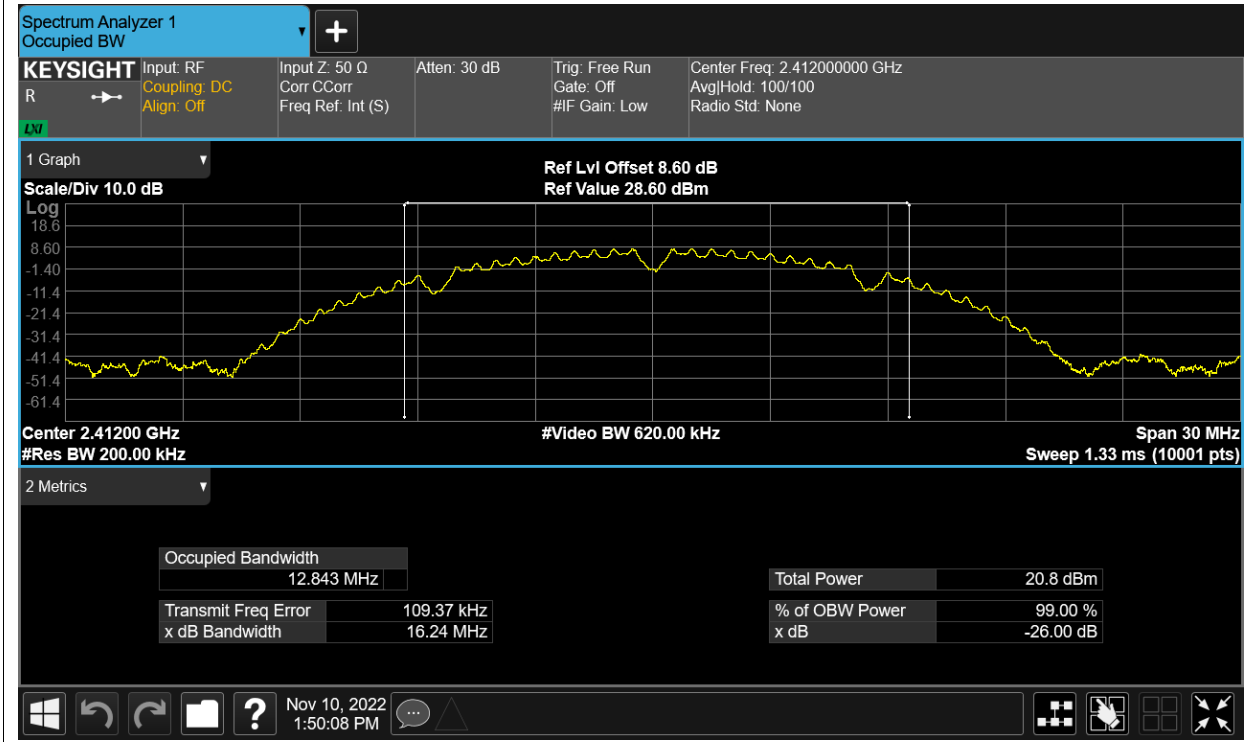 Spectrum Analyzer 1
Occupied BW
KEYSIGHT
R
LXI
Input: RF
Coupling: DC
Align: Off
Input Z: 50 Ω
Corr CCorr
Freq Ref: Int (S)
Atten: 30 dB
Trig: Free Run
Gate: Off
#IF Gain: Low
Center Freq: 2.412000000 GHz
Avg|Hold: 100/100
Radio Std: None
1 Graph
Scale/Div 10.0 dB
Ref Lvl Offset 8.60 dB
Ref Value 28.60 dBm
Log
18.6
8.60
-1.40
-11.4
-21.4
-31.4
-41.4
-51.4
-61.4
Center 2.41200 GHz
#Video BW 620.00 kHz
Span 30 MHz
#Res BW 200.00 kHz
Sweep 1.33 ms (10001 pts)
2 Metrics
Occupied Bandwidth
12.843 MHz
Total Power 20.8 dBm
Transmit Freq Error 109.37 kHz
% of OBW Power 99.00 %
x dB Bandwidth 16.24 MHz
x dB -26.00 dB
?
Nov 10, 2022
1:50:08 PM